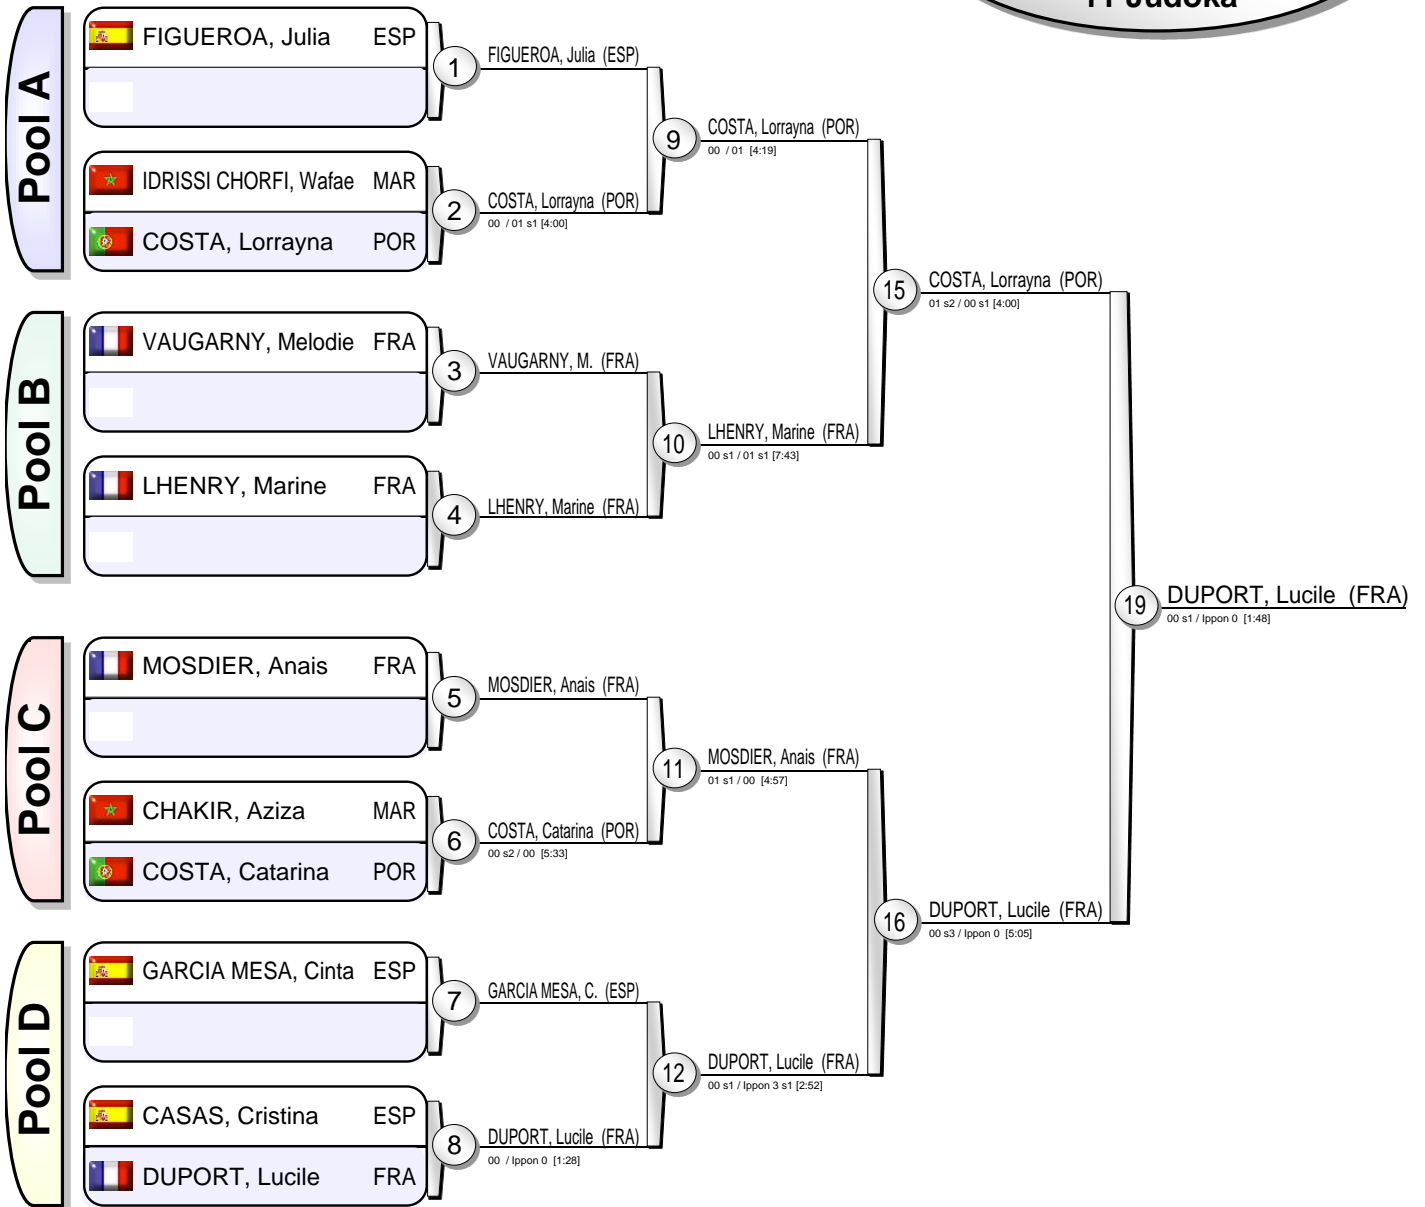 11 Judoka
Pool A
FIGUEROA, Julia ESP
1
FIGUEROA, Julia (ESP)
IDRISSI CHORFI, Wafae MAR
COSTA, Lorrayna POR
2
COSTA, Lorrayna (POR)
00 / 01 s1 [4:00]
9
COSTA, Lorrayna (POR)
00 / 01 [4:19]
Pool B
VAUGARNY, Melodie FRA
3
VAUGARNY, M. (FRA)
LHENRY, Marine FRA
4
LHENRY, Marine (FRA)
10
LHENRY, Marine (FRA)
00 s1 / 01 s1 [7:43]
15
COSTA, Lorrayna (POR)
01 s2 / 00 s1 [4:00]
Pool C
MOSDIER, Anais FRA
5
MOSDIER, Anais (FRA)
CHAKIR, Aziza MAR
COSTA, Catarina POR
6
COSTA, Catarina (POR)
00 s2 / 00 [5:33]
11
MOSDIER, Anais (FRA)
01 s1 / 00 [4:57]
Pool D
GARCIA MESA, Cinta ESP
7
GARCIA MESA, C. (ESP)
CASAS, Cristina ESP
DUPORT, Lucile FRA
8
DUPORT, Lucile (FRA)
00 / Ippon 0 [1:28]
12
DUPORT, Lucile (FRA)
00 s1 / Ippon 3 s1 [2:52]
16
DUPORT, Lucile (FRA)
00 s3 / Ippon 0 [5:05]
19
DUPORT, Lucile (FRA)
00 s1 / Ippon 0 [1:48]